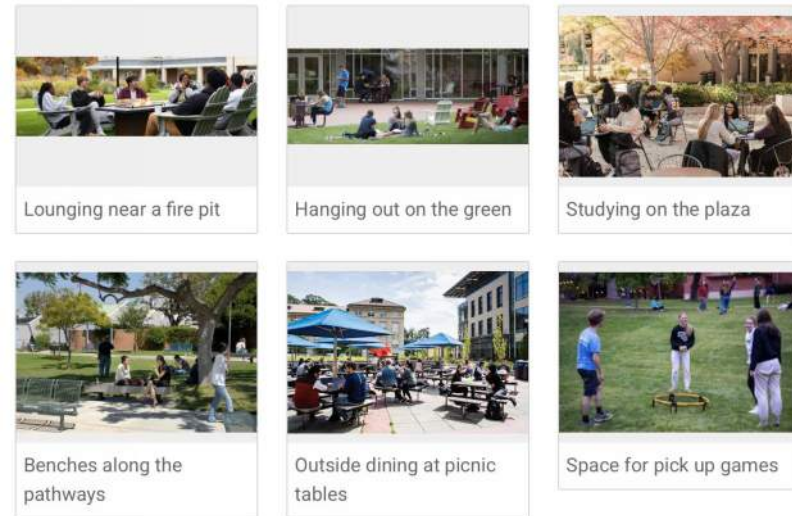 Lounging near a fire pit
Hanging out on the green
Studying on the plaza
Benches along the
pathways
Outside dining at picnic
tables
Space for pick up games